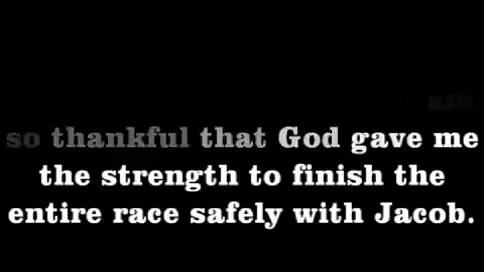 so thankful that God gave me
the strength to finish the
entire race safely with Jacob.